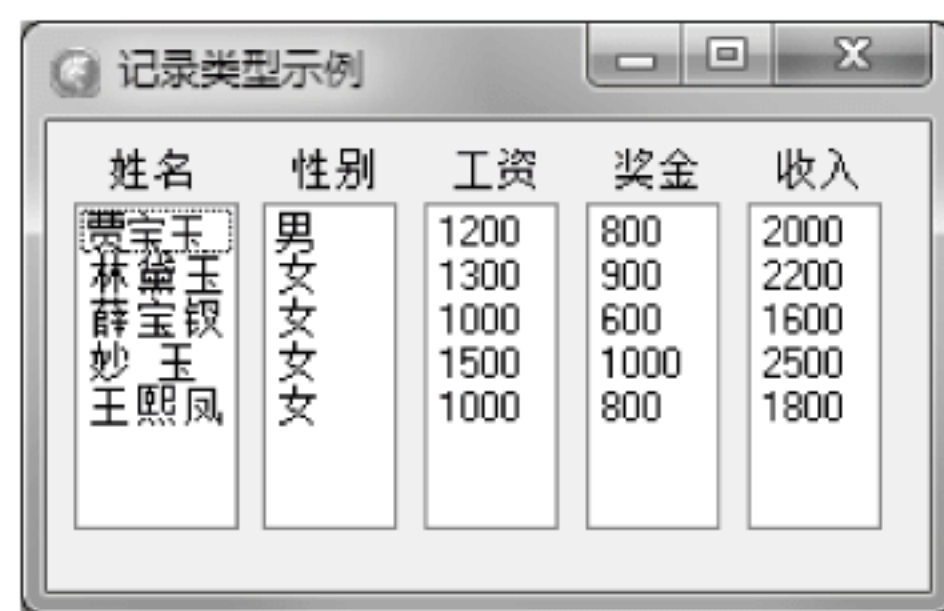 记录类型示例
姓名 性别 工资 奖金 收入
贾宝玉 男 1200 800 2000
林黛玉 女 1300 900 2200
薛宝钗 女 1000 600 1600
妙 玉 女 1500 1000 2500
王熙凤 女 1000 800 1800